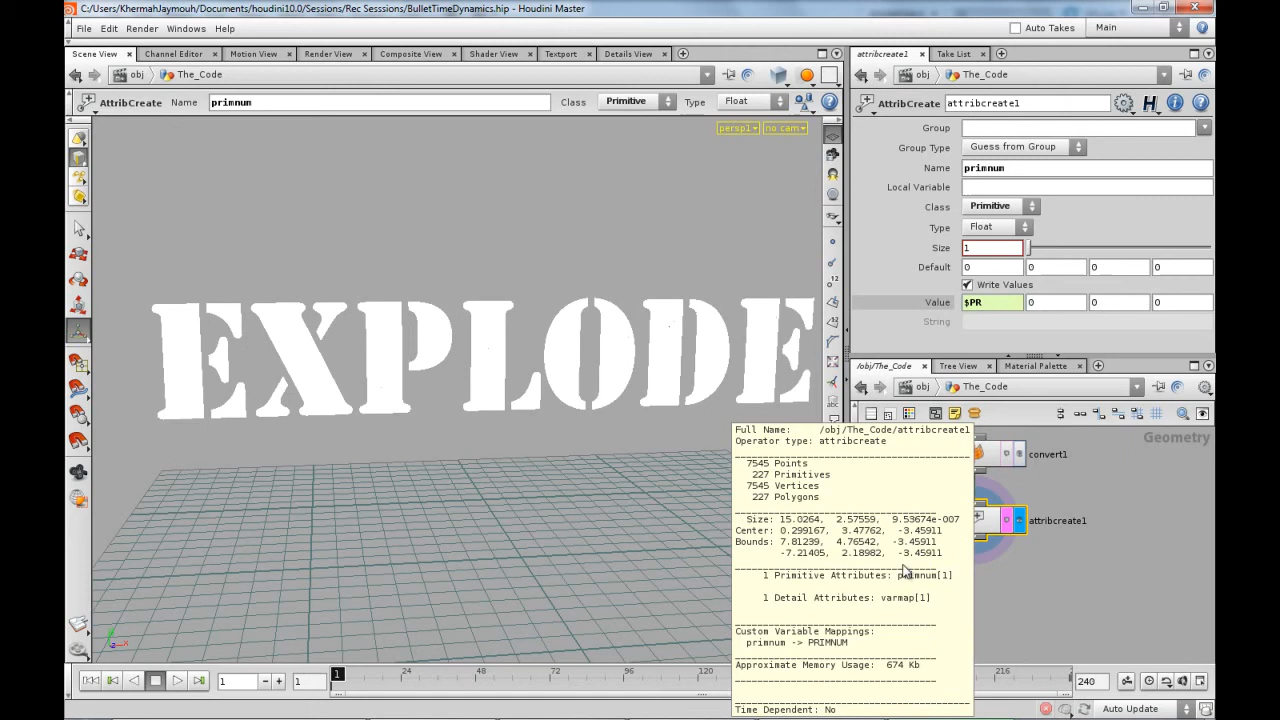 C:/Users/KhermahJaymouh/Documents/houdini10.0/Sessions/Rec Sesssions/BulletTimeDynamics.hip - Houdini Master
File Edit Render Windows Help
Auto Takes Main
Scene View Channel Editor Motion View Render View Composite View Shader View Textport Details View
attribcreate1 Take List
obj The_Code
obj The_Code
AttribCreate Name primnum Class Primitive Type Float
AttribCreate attribcreate1
persp1 no cam
Group
Group Type Guess from Group
Name primnum
Local Variable
Class Primitive
Type Float
Size 1
Default 0 0 0 0
Write Values
Value $PR 0 0 0
String
EXPLODE
/obj/The_Code Tree View Material Palette
obj The_Code
Geometry
convert1
attribcreate1
Full Name: /obj/The_Code/attribcreate1
Operator type: attribcreate
7545 Points
227 Primitives
7545 Vertices
227 Polygons
Size: 15.0264, 2.57559, 9.53674e-007
Center: 0.299167, 3.47762, -3.45911
Bounds: 7.81239, 4.76542, -3.45911
-7.21405, 2.18982, -3.45911
1 Primitive Attributes: primnum[1]
1 Detail Attributes: varmap[1]
Custom Variable Mappings:
primnum -> PRIMNUM
Approximate Memory Usage: 674 Kb
Time Dependent: No
1 1 1 24 48 72 96 120 216 240
Auto Update